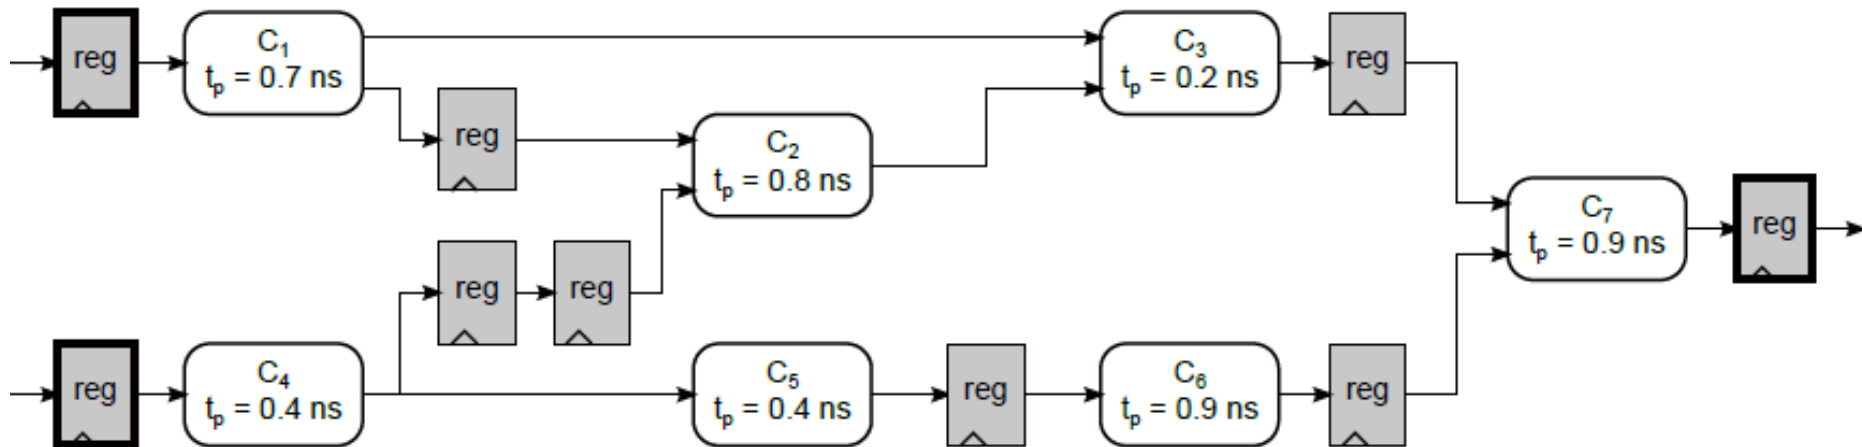 reg
C₁
tₚ = 0.7 ns
C₃
tₚ = 0.2 ns
reg
reg
C₂
tₚ = 0.8 ns
C₇
tₚ = 0.9 ns
reg
reg
reg
reg
C₄
tₚ = 0.4 ns
C₅
tₚ = 0.4 ns
reg
C₆
tₚ = 0.9 ns
reg